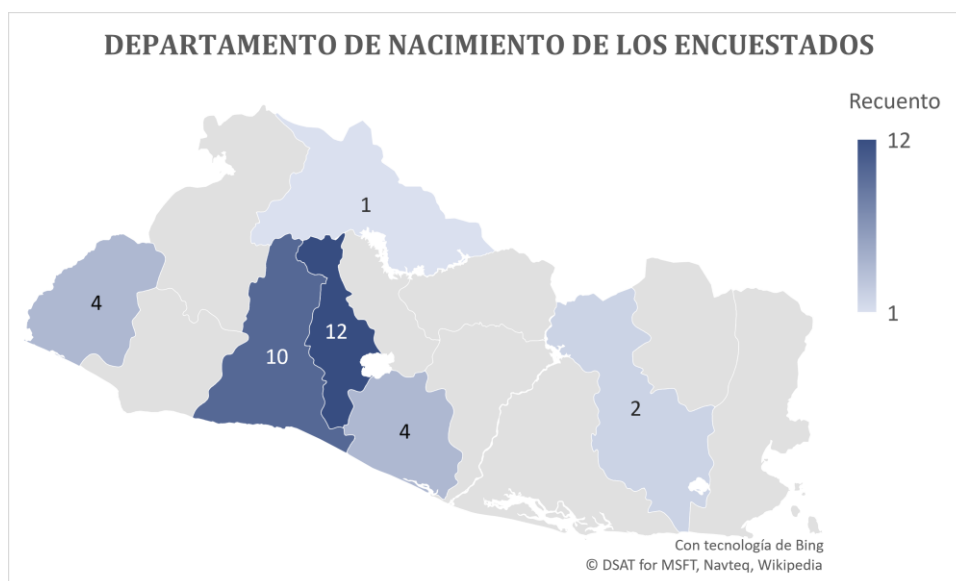 DEPARTAMENTO DE NACIMIENTO DE LOS ENCUESTADOS
Recuento
12
1
1
4
12
10
4
2
Con tecnología de Bing
© DSAT for MSFT, Navteq, Wikipedia